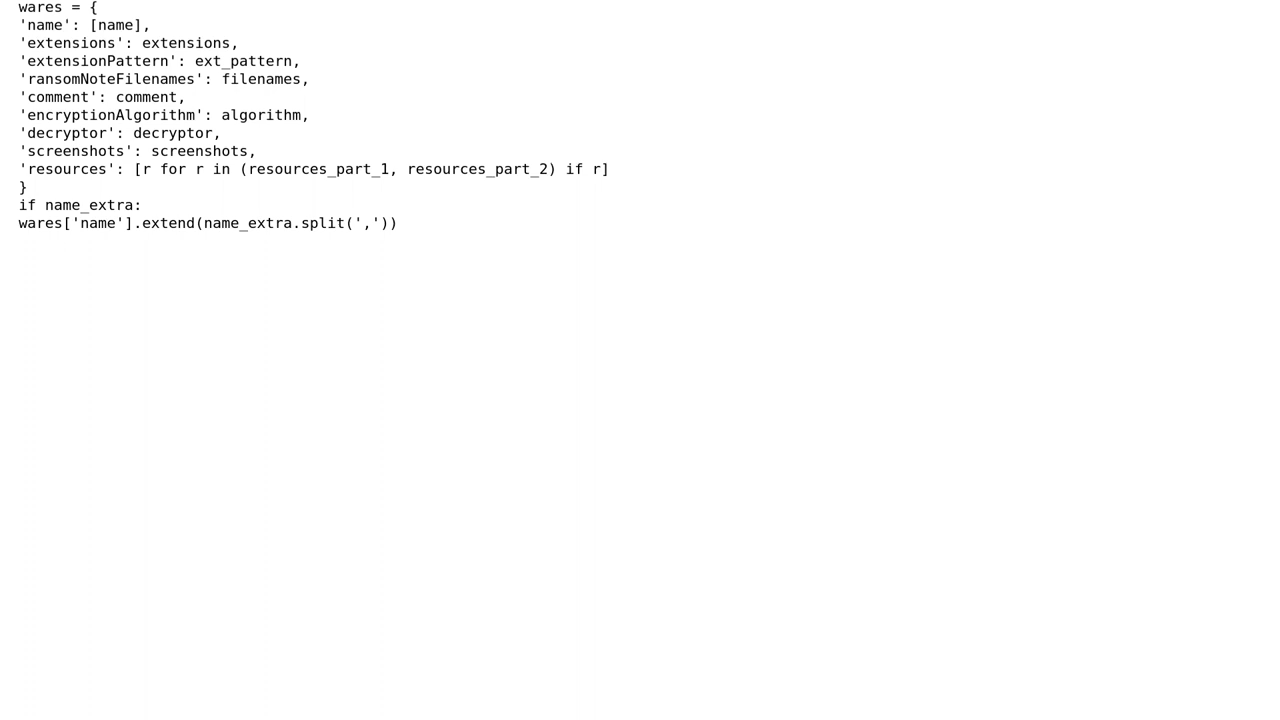 wares = {
'name': [name],
'extensions': extensions,
'extensionPattern': ext_pattern,
'ransomNoteFilenames': filenames,
'comment': comment,
'encryptionAlgorithm': algorithm,
'decryptor': decryptor,
'screenshots': screenshots,
'resources': [r for r in (resources_part_1, resources_part_2) if r]
}
if name_extra:
wares['name'].extend(name_extra.split(','))